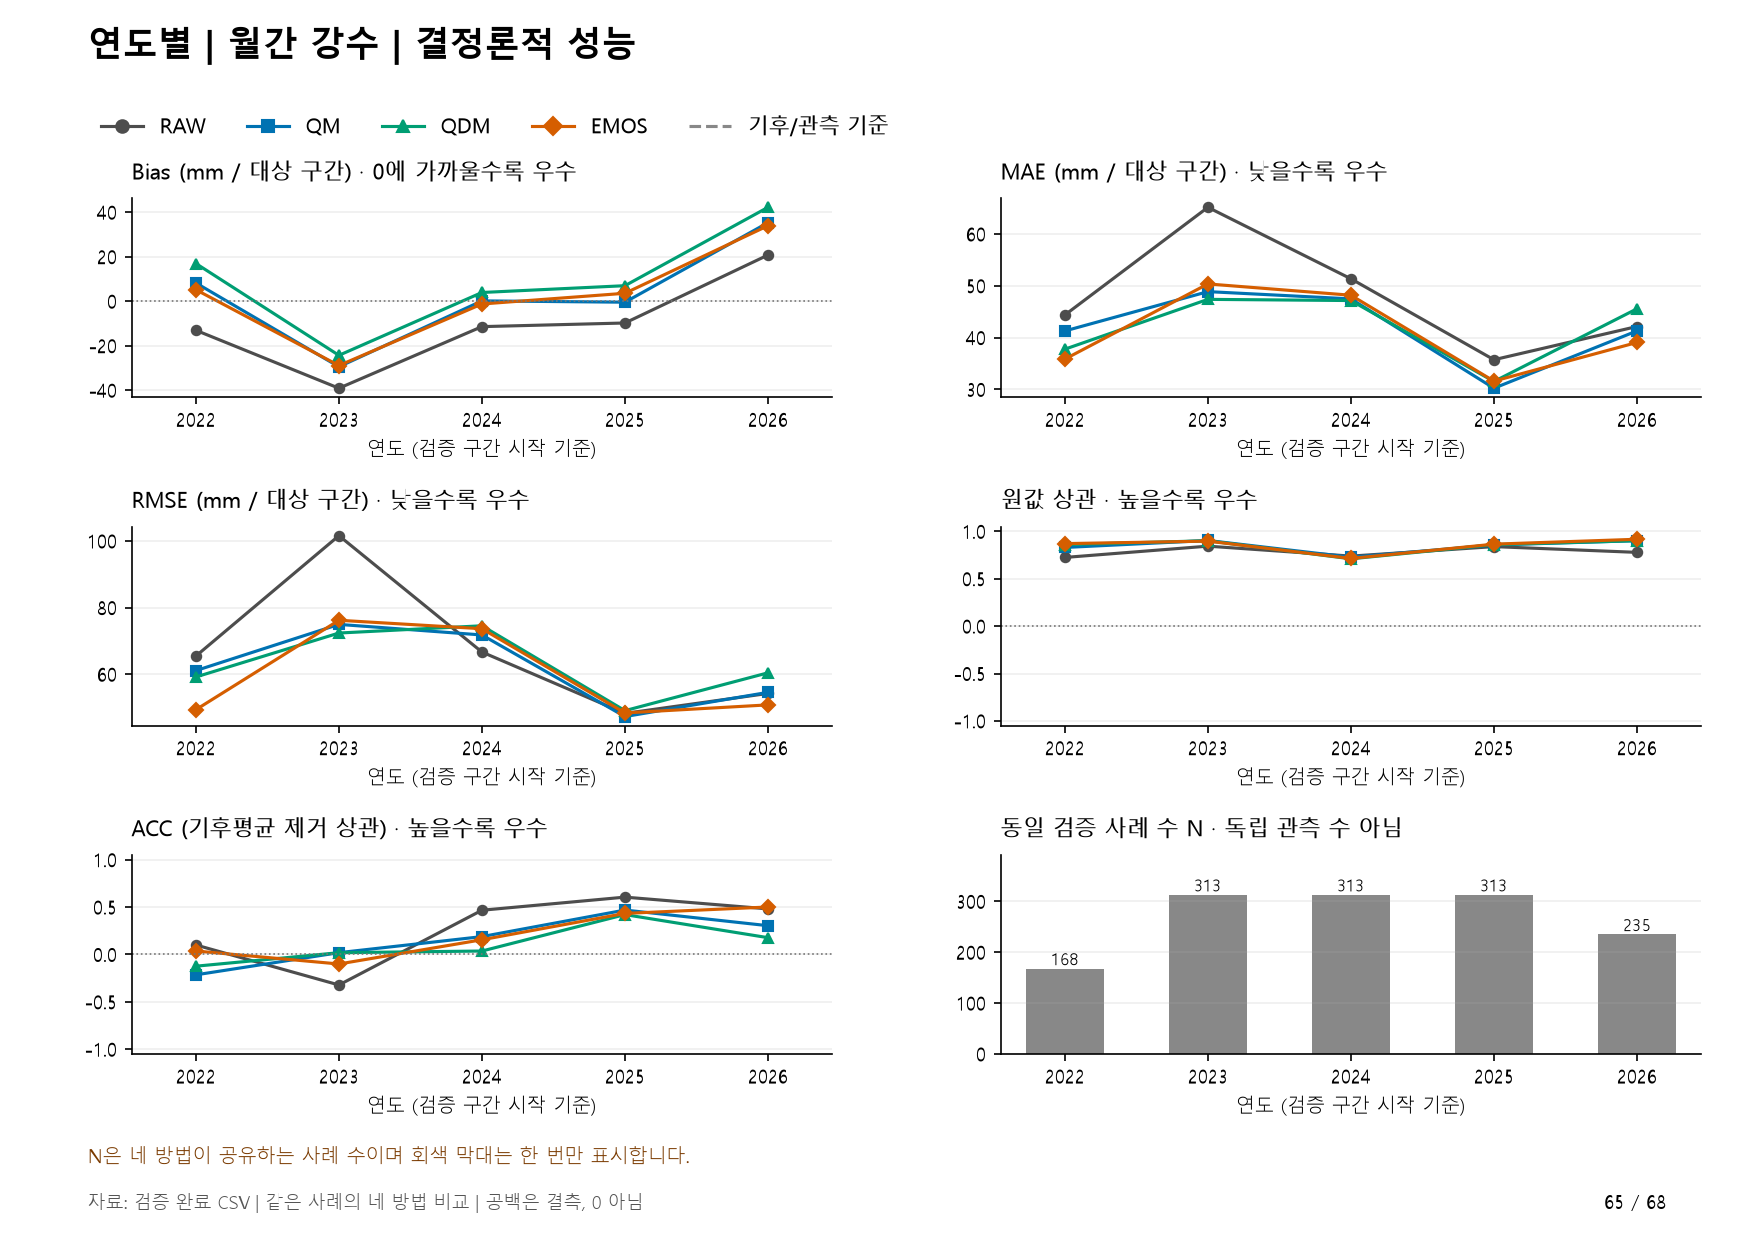 연도별 | 월간 강수 | 결정론적 성능
RAW QM QDM EMOS 기후/관측 기준
Bias (mm / 대상 구간) · 0에 가까울수록 우수
40
20
0
-20
-40
2022 2023 2024 2025 2026
연도 (검증 구간 시작 기준)
MAE (mm / 대상 구간) · 낮을수록 우수
60
50
40
30
2022 2023 2024 2025 2026
연도 (검증 구간 시작 기준)
RMSE (mm / 대상 구간) · 낮을수록 우수
100
80
60
2022 2023 2024 2025 2026
연도 (검증 구간 시작 기준)
원값 상관 · 높을수록 우수
1.0
0.5
0.0
-0.5
-1.0
2022 2023 2024 2025 2026
연도 (검증 구간 시작 기준)
ACC (기후평균 제거 상관) · 높을수록 우수
1.0
0.5
0.0
-0.5
-1.0
2022 2023 2024 2025 2026
연도 (검증 구간 시작 기준)
동일 검증 사례 수 N · 독립 관측 수 아님
300
200
100
0
168 313 313 313 235
2022 2023 2024 2025 2026
연도 (검증 구간 시작 기준)
N은 네 방법이 공유하는 사례 수이며 회색 막대는 한 번만 표시합니다.
자료: 검증 완료 CSV | 같은 사례의 네 방법 비교 | 공백은 결측, 0 아님
65 / 68